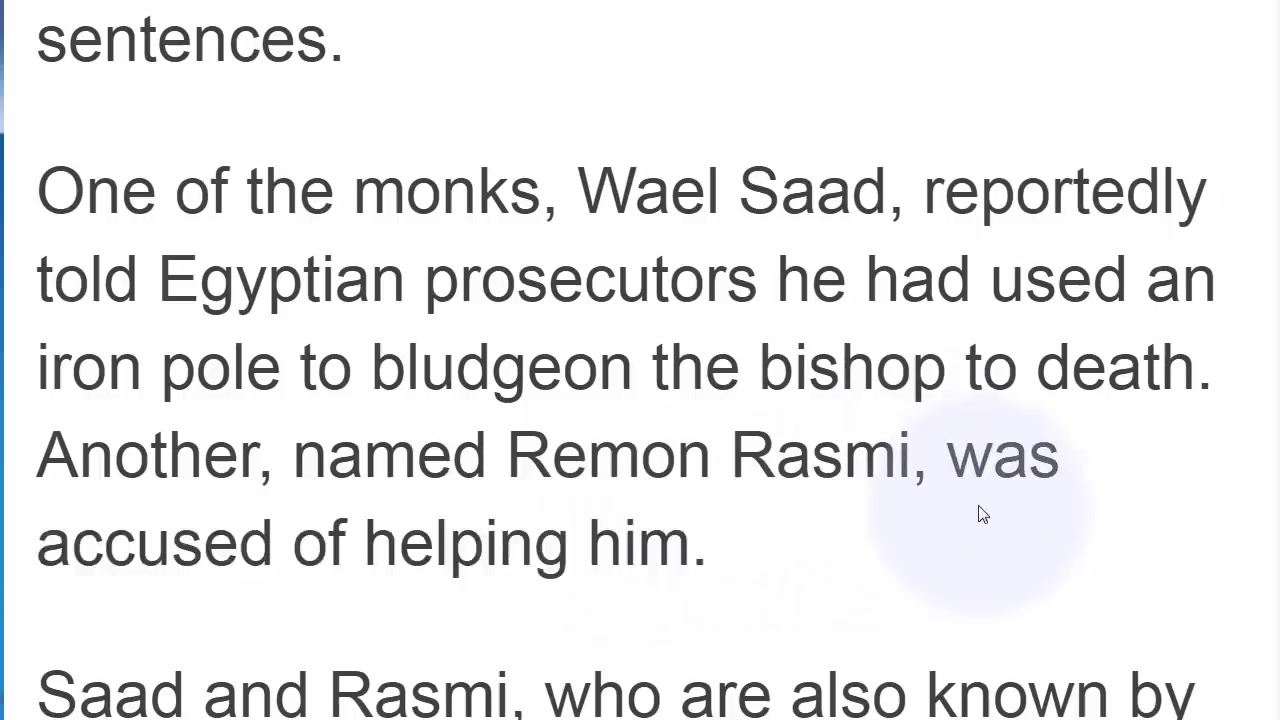 sentences.
One of the monks, Wael Saad, reportedly
told Egyptian prosecutors he had used an
iron pole to bludgeon the bishop to death.
Another, named Remon Rasmi, was
accused of helping him.
Saad and Rasmi, who are also known by